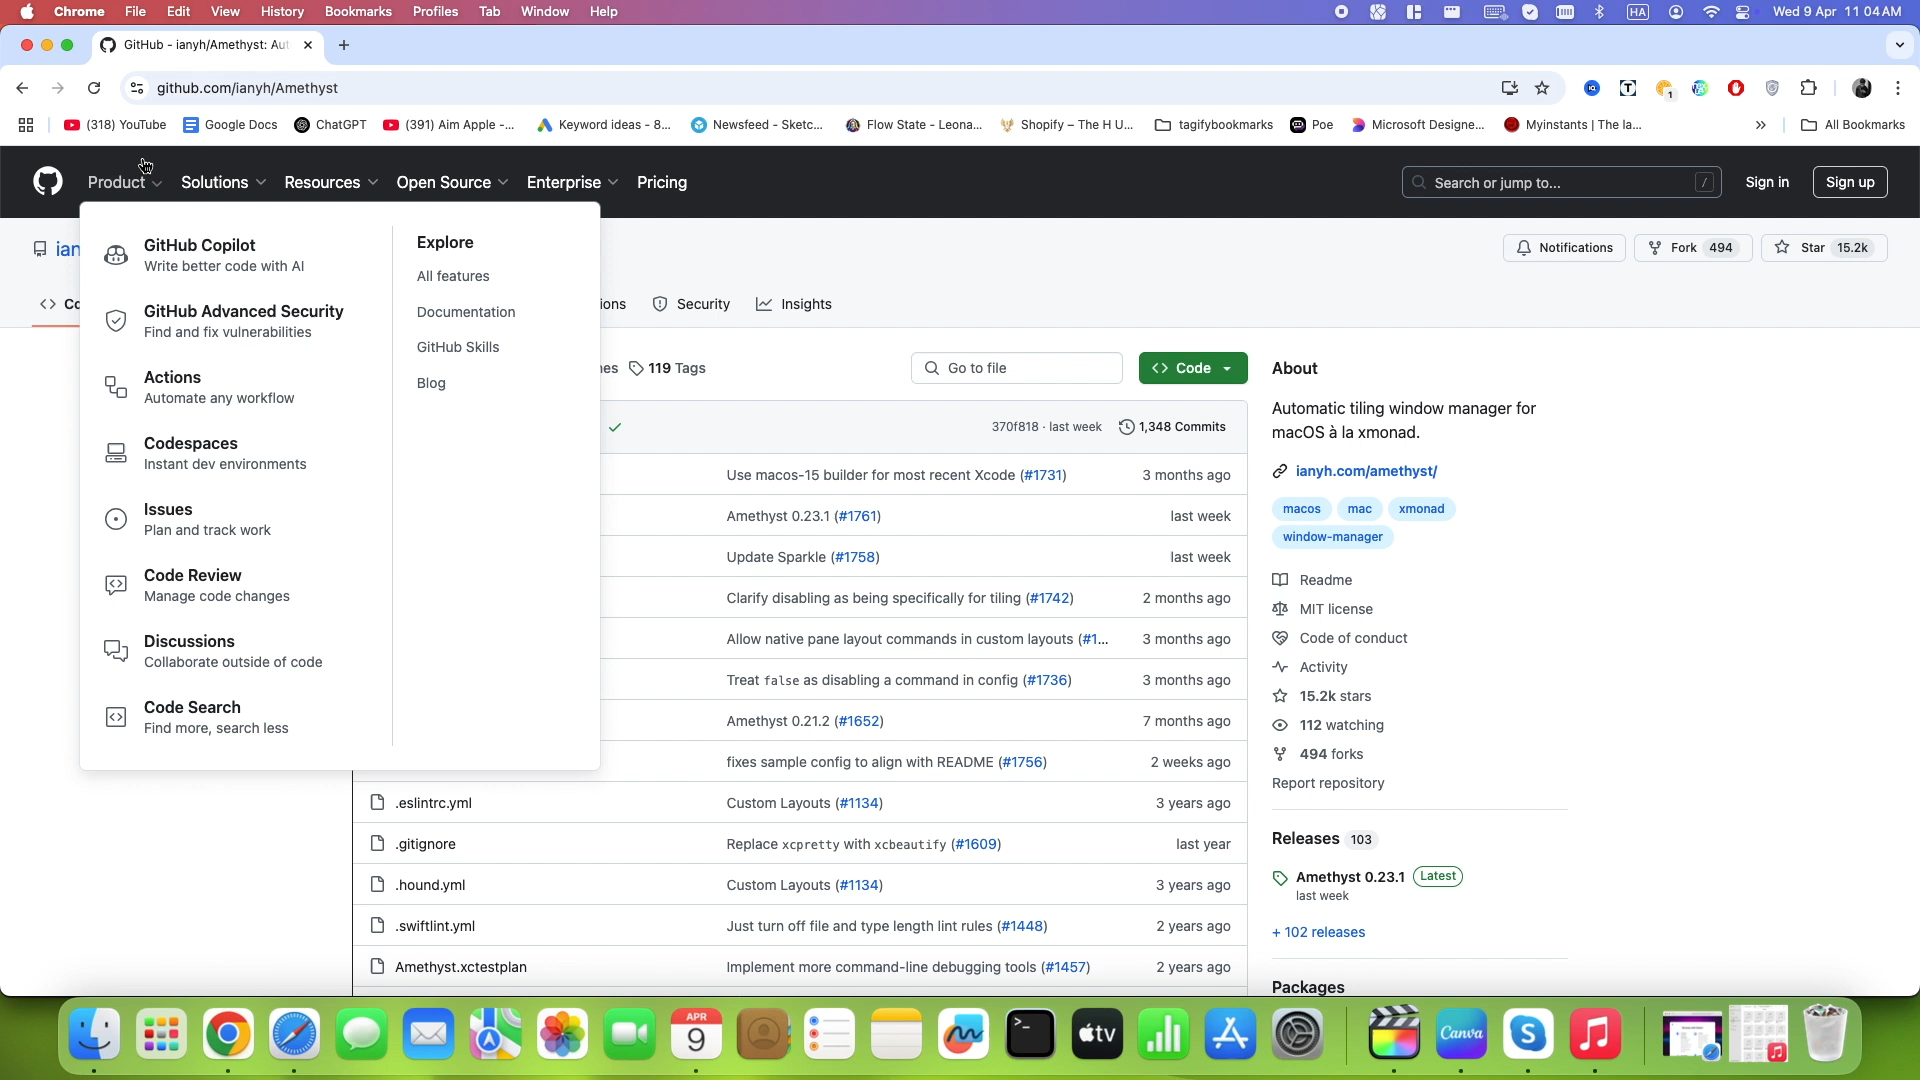 Chrome File Edit View History Bookmarks Profiles Tab Window Help HA Wed 9 Apr 11 04 AM
GitHub - ianyh/Amethyst: Aut
github.com/ianyh/Amethyst
(318) YouTube Google Docs ChatGPT (391) Aim Apple -... Keyword ideas - 8... Newsfeed - Sketc... Flow State - Leona... Shopify – The H U... tagifybookmarks Poe Microsoft Designe... Myinstants | The la... » All Bookmarks
Product Solutions Resources Open Source Enterprise Pricing Search or jump to... / Sign in Sign up
ian Notifications Fork 494 Star 15.2k
Co ions Security Insights
GitHub Copilot
Write better code with AI
GitHub Advanced Security
Find and fix vulnerabilities
Actions
Automate any workflow
Codespaces
Instant dev environments
Issues
Plan and track work
Code Review
Manage code changes
Discussions
Collaborate outside of code
Code Search
Find more, search less
Explore
All features
Documentation
GitHub Skills
Blog
hes 119 Tags Go to file Code
370f818 · last week 1,348 Commits
Use macos-15 builder for most recent Xcode (#1731) 3 months ago
Amethyst 0.23.1 (#1761) last week
Update Sparkle (#1758) last week
Clarify disabling as being specifically for tiling (#1742) 2 months ago
Allow native pane layout commands in custom layouts (#1... 3 months ago
Treat false as disabling a command in config (#1736) 3 months ago
Amethyst 0.21.2 (#1652) 7 months ago
fixes sample config to align with README (#1756) 2 weeks ago
.eslintrc.yml Custom Layouts (#1134) 3 years ago
.gitignore Replace xcpretty with xcbeautify (#1609) last year
.hound.yml Custom Layouts (#1134) 3 years ago
.swiftlint.yml Just turn off file and type length lint rules (#1448) 2 years ago
Amethyst.xctestplan Implement more command-line debugging tools (#1457) 2 years ago
About
Automatic tiling window manager for
macOS à la xmonad.
ianyh.com/amethyst/
macos mac xmonad
window-manager
Readme
MIT license
Code of conduct
Activity
15.2k stars
112 watching
494 forks
Report repository
Releases 103
Amethyst 0.23.1 Latest
last week
+ 102 releases
Packages
APR
9
tv
Canva